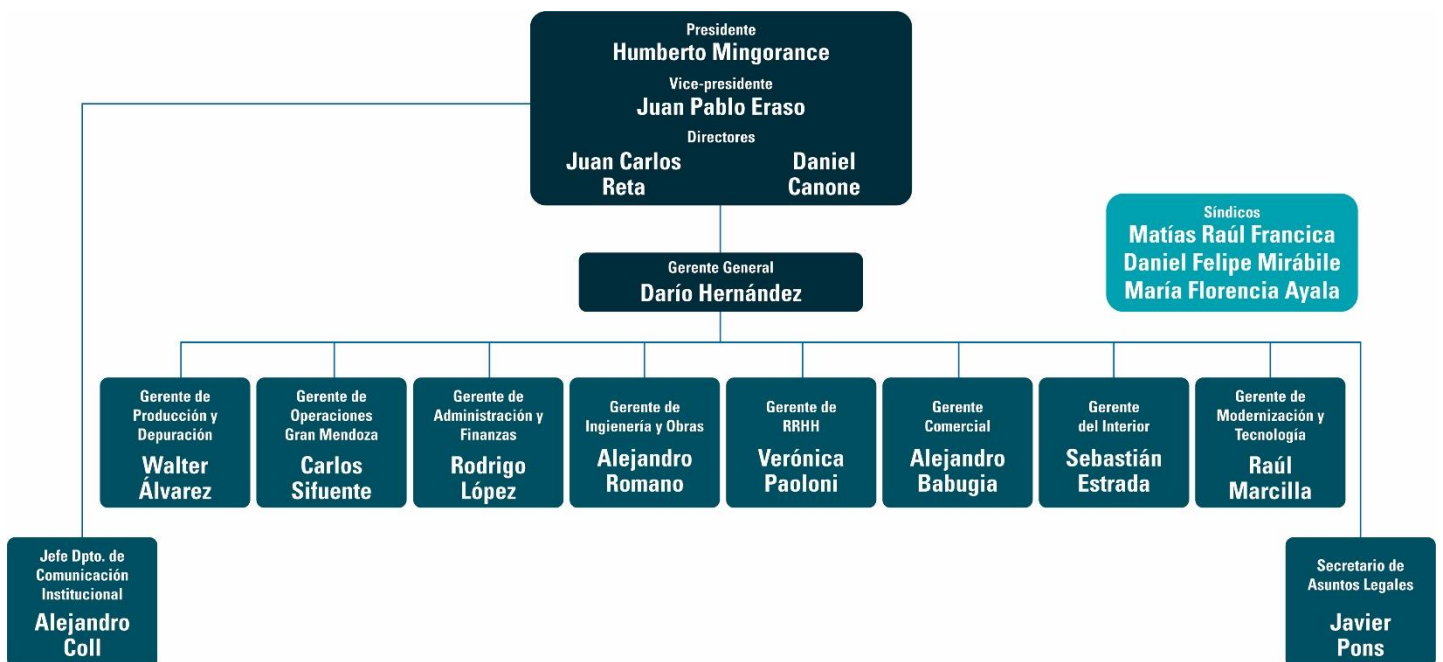 Presidente
Humberto Mingorance
Vice-presidente
Juan Pablo Eraso
Directores
Juan Carlos
Reta
Daniel
Canone
Síndicos
Matías Raúl Francica
Daniel Felipe Mirábile
María Florencia Ayala
Gerente General
Darío Hernández
Gerente de
Producción y
Depuración
Walter
Álvarez
Gerente de
Operaciones
Gran Mendoza
Carlos
Sifuente
Gerente de
Administración y
Finanzas
Rodrigo
López
Gerente de
Ingienería y Obras
Alejandro
Romano
Gerente de
RRHH
Verónica
Paoloni
Gerente
Comercial
Alejandro
Babugia
Gerente
del Interior
Sebastián
Estrada
Gerente de
Modernización y
Tecnología
Raúl
Marcilla
Jefe Dpto. de
Comunicación
Institucional
Alejandro
Coll
Secretario de
Asuntos Legales
Javier
Pons